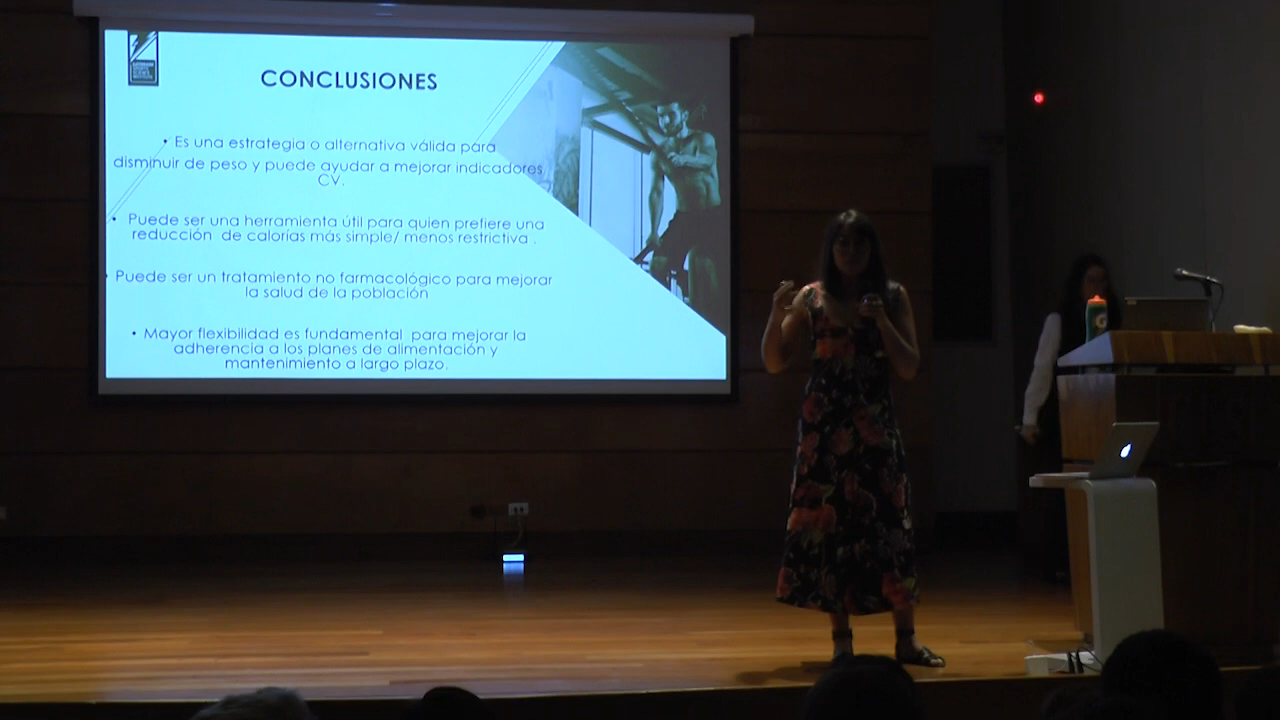 CONCLUSIONES
• Es una estrategia o alternativa válida para
disminuir de peso y puede ayudar a mejorar indicadores
CV.
• Puede ser una herramienta útil para quien prefiere una
reducción de calorías más simple/ menos restrictiva .
• Puede ser un tratamiento no farmacológico para mejorar
la salud de la población
• Mayor flexibilidad es fundamental para mejorar la
adherencia a los planes de alimentación y
mantenimiento a largo plazo.